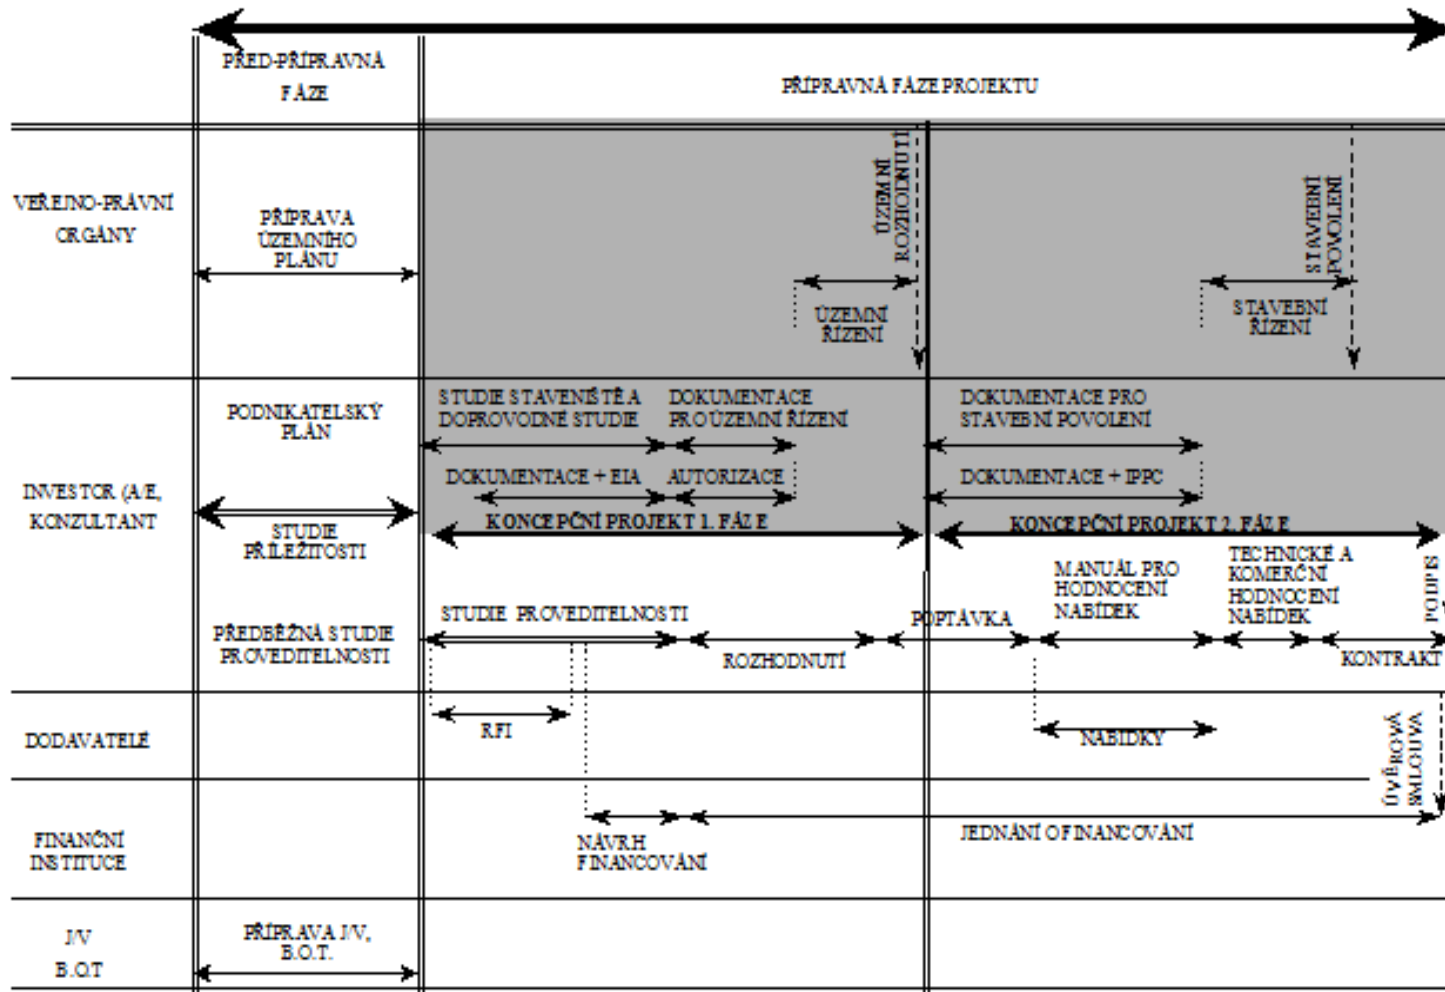 PŘED-PŘÍPRAVNÁ
FÁZE
PŘÍPRAVNÁ FÁZE PROJEKTU
VEŘEJNO-PRÁVNÍ
ORGÁNY
PŘÍPRAVA
ÚZEMNÍHO
PLÁNU
ÚZEMNÍ
ROZHODNUTÍ
ÚZEMNÍ
ŘÍZENÍ
STAVEBNÍ
POVOLENÍ
STAVEBNÍ
ŘÍZENÍ
INVESTOR (A/E,
KONZULTANT
PODNIKATELSKÝ
PLÁN
STUDIE
PŘÍLEŽITOSTI
PŘEDBĚŽNÁ STUDIE
PROVEDITELNOSTI
STUDIE STAVENIŠTĚ A
DOPROVODNÉ STUDIE
DOKUMENTACE
PRO ÚZEMNÍ ŘÍZENÍ
DOKUMENTACE PRO
STAVEBNÍ POVOLENÍ
DOKUMENTACE + EIA
AUTORIZACE
DOKUMENTACE + IPPC
KONCEPČNÍ PROJEKT 1. FÁZE
KONCEPČNÍ PROJEKT 2. FÁZE
STUDIE PROVEDITELNOSTI
ROZHODNUTÍ
POPTÁVKA
MANUÁL PRO
HODNOCENÍ
NABÍDEK
TECHNICKÉ A
KOMERČNÍ
HODNOCENÍ
NABÍDEK
PODPIS
KONTRAKT
DODAVATELÉ
RFI
NABÍDKY
ÚVĚROVÁ
SMLOUVA
FINANČNÍ
INSTITUCE
NÁVRH
FINANCOVÁNÍ
JEDNÁNÍ O FINANCOVÁNÍ
J/V
B.O.T
PŘÍPRAVA J/V,
B.O.T.